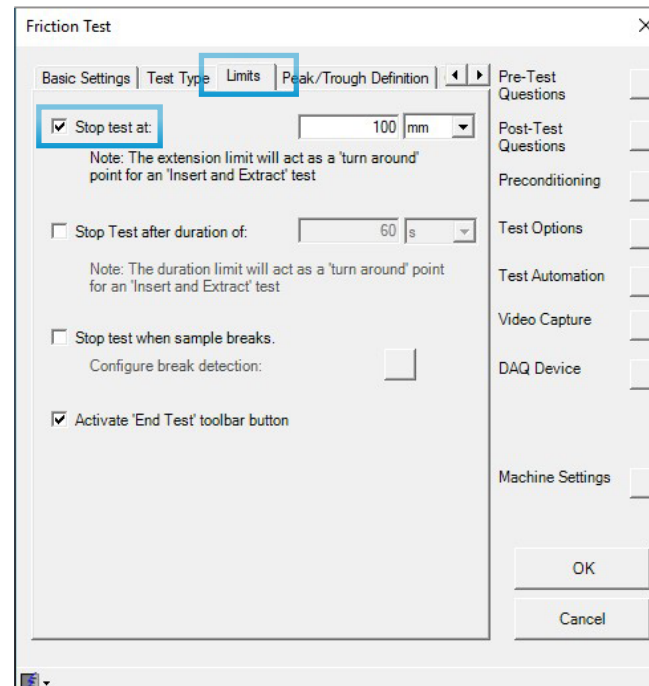 Friction Test
Basic Settings
Test Type
Limits
Peak/Trough Definition
Stop test at:
100
mm
Note: The extension limit will act as a 'turn around'
point for an 'Insert and Extract' test
Stop Test after duration of:
60
s
Note: The duration limit will act as a 'turn around' point
for an 'Insert and Extract' test
Stop test when sample breaks.
Configure break detection:
Activate 'End Test' toolbar button
Pre-Test
Questions
Post-Test
Questions
Preconditioning
Test Options
Test Automation
Video Capture
DAQ Device
Machine Settings
OK
Cancel